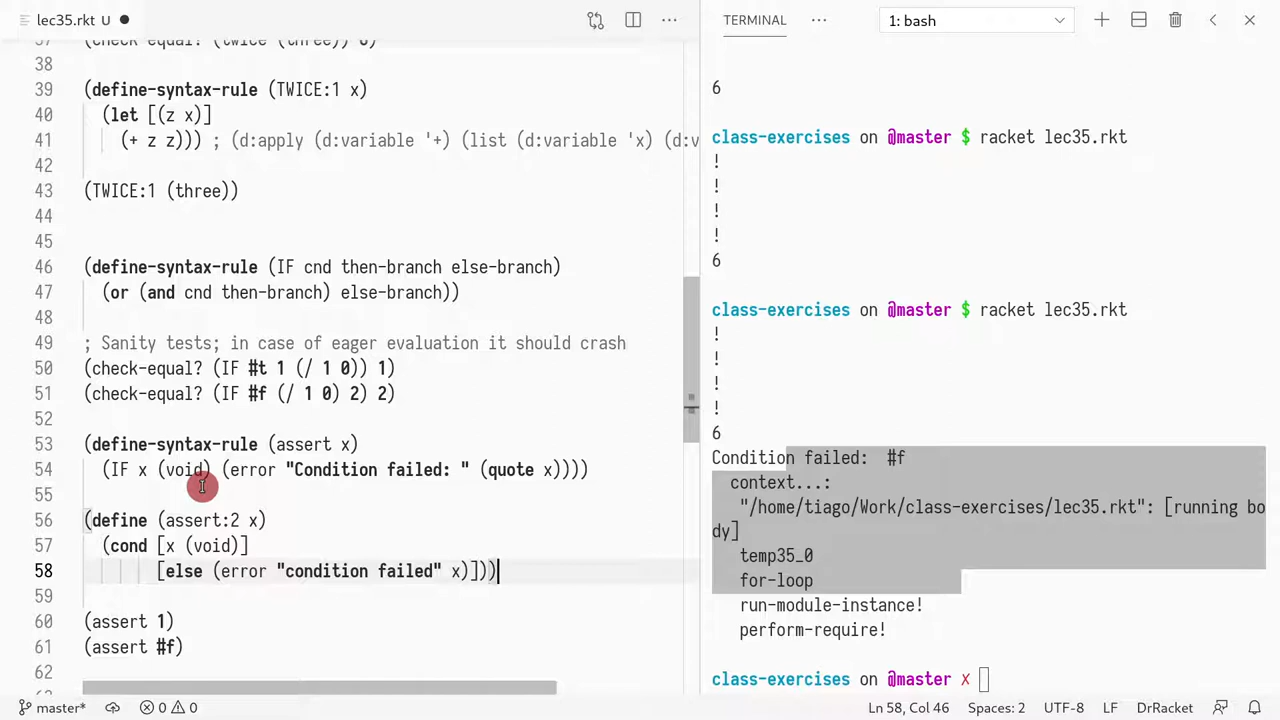 lec35.rkt U
TERMINAL
1: bash
37 (check-equal? (twice (three)) 6)
38
39 (define-syntax-rule (TWICE:1 x)
40 (let [(z x)]
41 (+ z z))) ; (d:apply (d:variable '+) (list (d:variable 'x) (d:v
42
43 (TWICE:1 (three))
44
45
46 (define-syntax-rule (IF cnd then-branch else-branch)
47 (or (and cnd then-branch) else-branch))
48
49 ; Sanity tests; in case of eager evaluation it should crash
50 (check-equal? (IF #t 1 (/ 1 0)) 1)
51 (check-equal? (IF #f (/ 1 0) 2) 2)
52
53 (define-syntax-rule (assert x)
54 (IF x (void) (error "Condition failed: " (quote x))))
55
56 (define (assert:2 x)
57 (cond [x (void)]
58 [else (error "condition failed" x)]))
59
60 (assert 1)
61 (assert #f)
62
6
class-exercises on @master $ racket lec35.rkt
!
!
!
!
6
class-exercises on @master $ racket lec35.rkt
!
!
!
!
6
Condition failed:  #f
context...:
"/home/tiago/Work/class-exercises/lec35.rkt": [running bo
dy]
temp35_0
for-loop
run-module-instance!
perform-require!
class-exercises on @master X
master* 0 0 Ln 58, Col 46 Spaces: 2 UTF-8 LF DrRacket